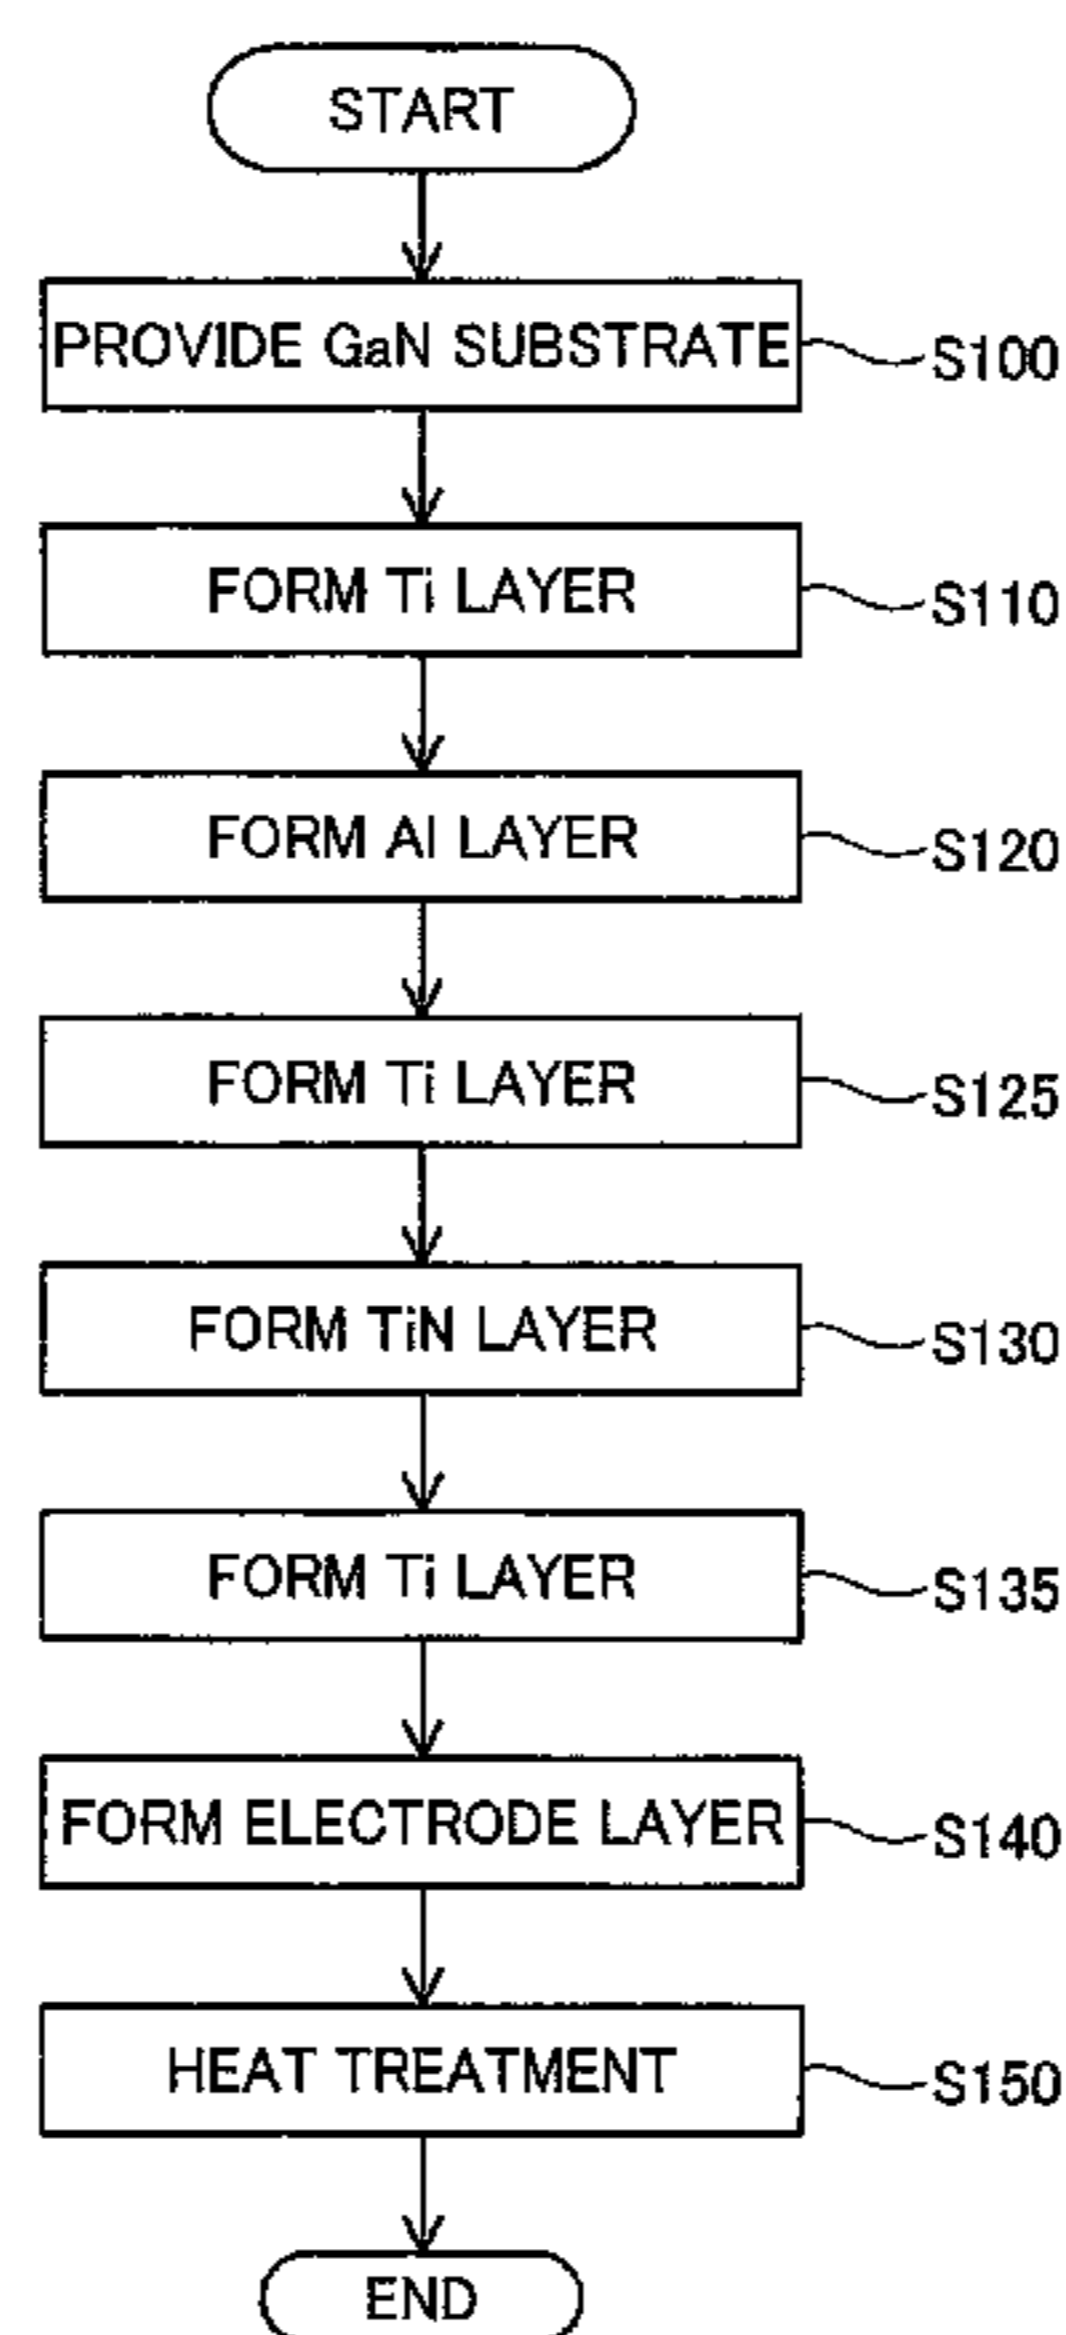 START
PROVIDE GaN SUBSTRATE S100
FORM Ti LAYER S110
FORM Al LAYER S120
FORM Ti LAYER S125
FORM TiN LAYER S130
FORM Ti LAYER S135
FORM ELECTRODE LAYER S140
HEAT TREATMENT S150
END